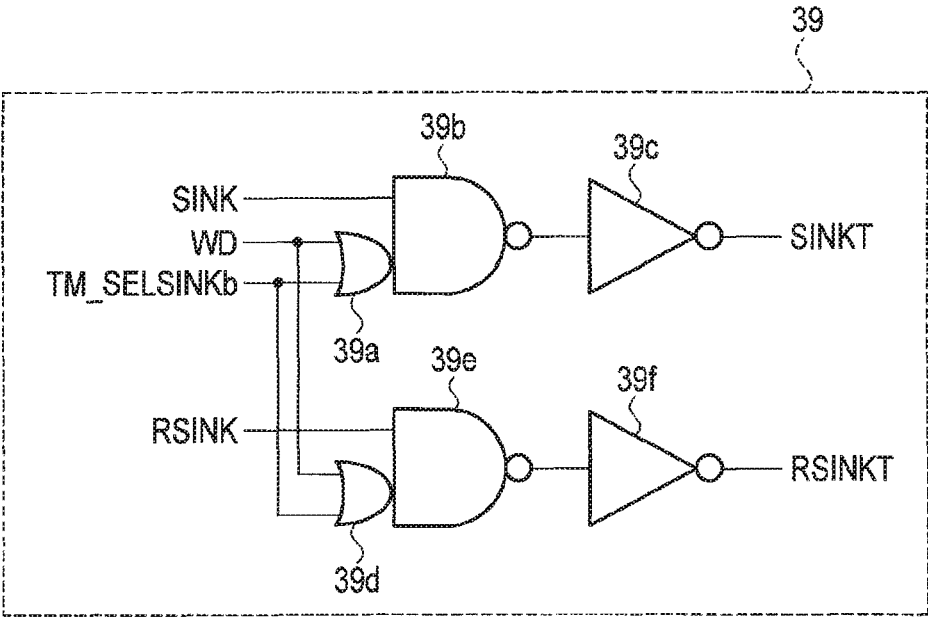 39
39b
39c
SINK
WD
TM_SELSINKb
SINKT
39a
39e
39f
RSINK
RSINKT
39d